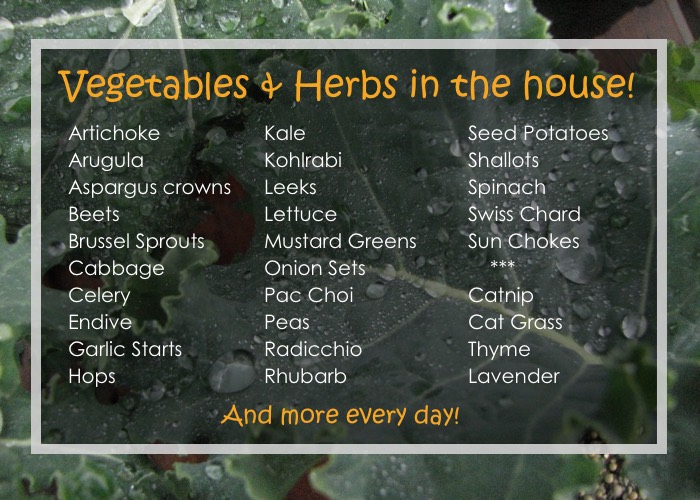 Vegetables & Herbs in the house!
Artichoke
Arugula
Aspargus crowns
Beets
Brussel Sprouts
Cabbage
Celery
Endive
Garlic Starts
Hops
Kale
Kohlrabi
Leeks
Lettuce
Mustard Greens
Onion Sets
Pac Choi
Peas
Radicchio
Rhubarb
Seed Potatoes
Shallots
Spinach
Swiss Chard
Sun Chokes
***
Catnip
Cat Grass
Thyme
Lavender
And more every day!